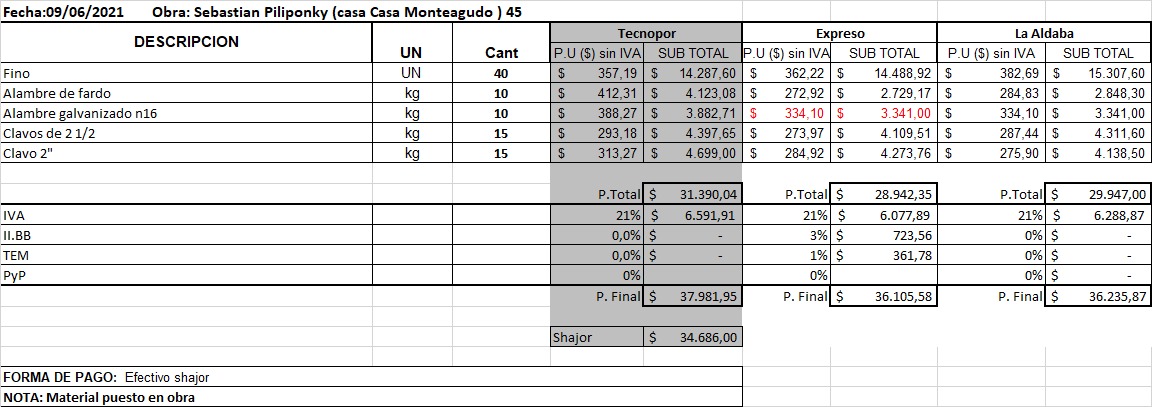 Fecha:09/06/2021 Obra: Sebastian Piliponky (casa Casa Monteagudo ) 45
DESCRIPCION UN Cant Tecnopor Expreso La Aldaba
P.U ($) sin IVA SUB TOTAL P.U ($) sin IVA SUB TOTAL P.U ($) sin IVA SUB TOTAL
Fino UN 40 $ 357,19 $ 14.287,60 $ 362,22 $ 14.488,92 $ 382,69 $ 15.307,60
Alambre de fardo kg 10 $ 412,31 $ 4.123,08 $ 272,92 $ 2.729,17 $ 284,83 $ 2.848,30
Alambre galvanizado n16 kg 10 $ 388,27 $ 3.882,71 $ 334,10 $ 3.341,00 $ 334,10 $ 3.341,00
Clavos de 2 1/2 kg 15 $ 293,18 $ 4.397,65 $ 273,97 $ 4.109,51 $ 287,44 $ 4.311,60
Clavo 2" kg 15 $ 313,27 $ 4.699,00 $ 284,92 $ 4.273,76 $ 275,90 $ 4.138,50
P.Total $ 31.390,04 P.Total $ 28.942,35 P.Total $ 29.947,00
IVA 21% $ 6.591,91 21% $ 6.077,89 21% $ 6.288,87
II.BB 0,0% $ - 3% $ 723,56 0% $ -
TEM 0,0% $ - 1% $ 361,78 0% $ -
PyP 0% 0% 0% $ -
P. Final $ 37.981,95 P. Final $ 36.105,58 P. Final $ 36.235,87
Shajor $ 34.686,00
FORMA DE PAGO: Efectivo shajor
NOTA: Material puesto en obra